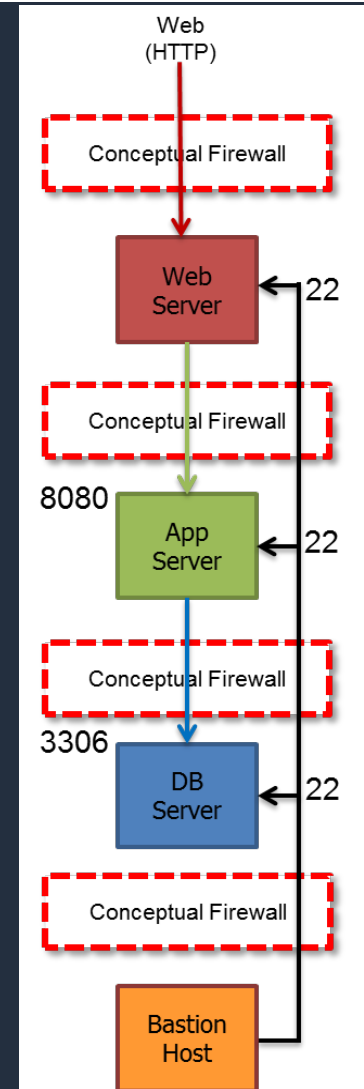 Web
(HTTP)
Conceptual Firewall
Web
Server
22
Conceptual Firewall
8080
App
Server
22
Conceptual Firewall
3306
DB
Server
22
Conceptual Firewall
Bastion
Host